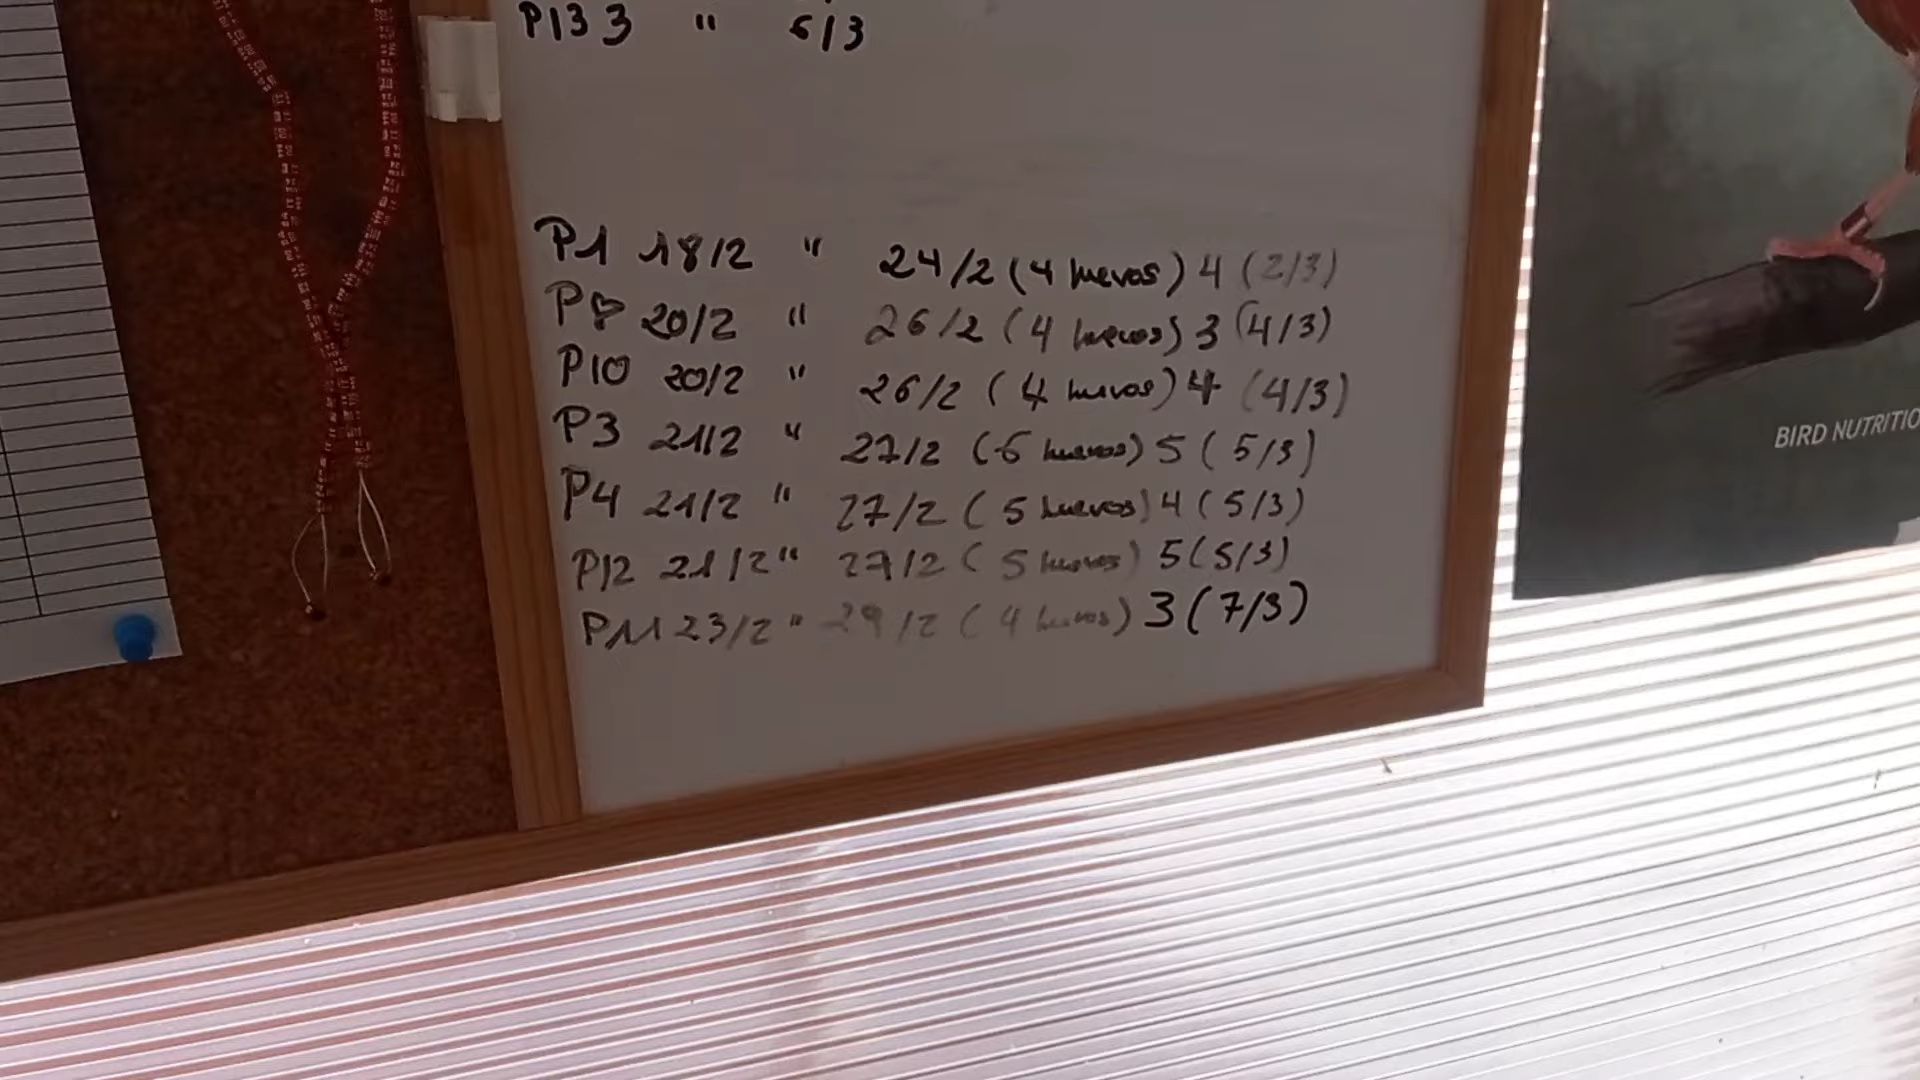 P13 3 " 6/3
P1 18/2 " 24/2 (4 huevos) 4 (2/3)
P8 20/2 " 26/2 (4 huevos) 3 (4/3)
P10 20/2 " 26/2 (4 huevos) 4 (4/3)
P3 21/2 " 27/2 (6 huevos) 5 (5/3)
P4 21/2 " 27/2 (5 huevos) 4 (5/3)
P12 21/2 " 27/2 (5 huevos) 5 (5/3)
P11 23/2 " 29/2 (4 huevos) 3 (7/3)
BIRD NUTRITIO